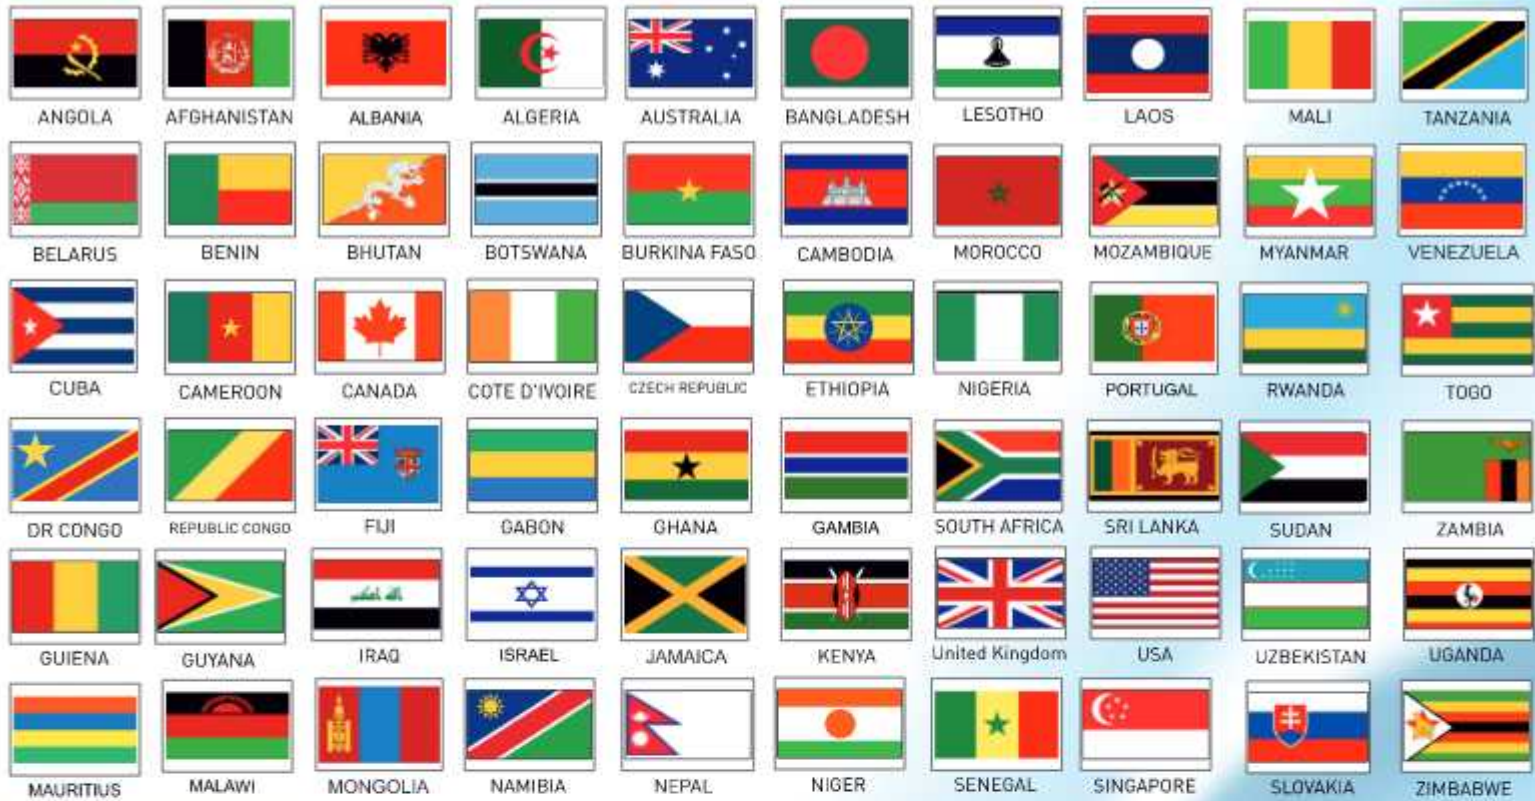 ANGOLA AFGHANISTAN ALBANIA ALGERIA AUSTRALIA BANGLADESH LESOTHO LAOS MALI TANZANIA
BELARUS BENIN BHUTAN BOTSWANA BURKINA FASO CAMBODIA MOROCCO MOZAMBIQUE MYANMAR VENEZUELA
CUBA CAMEROON CANADA COTE D'IVOIRE CZECH REPUBLIC ETHIOPIA NIGERIA PORTUGAL RWANDA TOGO
DR CONGO REPUBLIC CONGO FIJI GABON GHANA GAMBIA SOUTH AFRICA SRI LANKA SUDAN ZAMBIA
GUIENA GUYANA IRAQ ISRAEL JAMAICA KENYA United Kingdom USA UZBEKISTAN UGANDA
MAURITIUS MALAWI MONGOLIA NAMIBIA NEPAL NIGER SENEGAL SINGAPORE SLOVAKIA ZIMBABWE